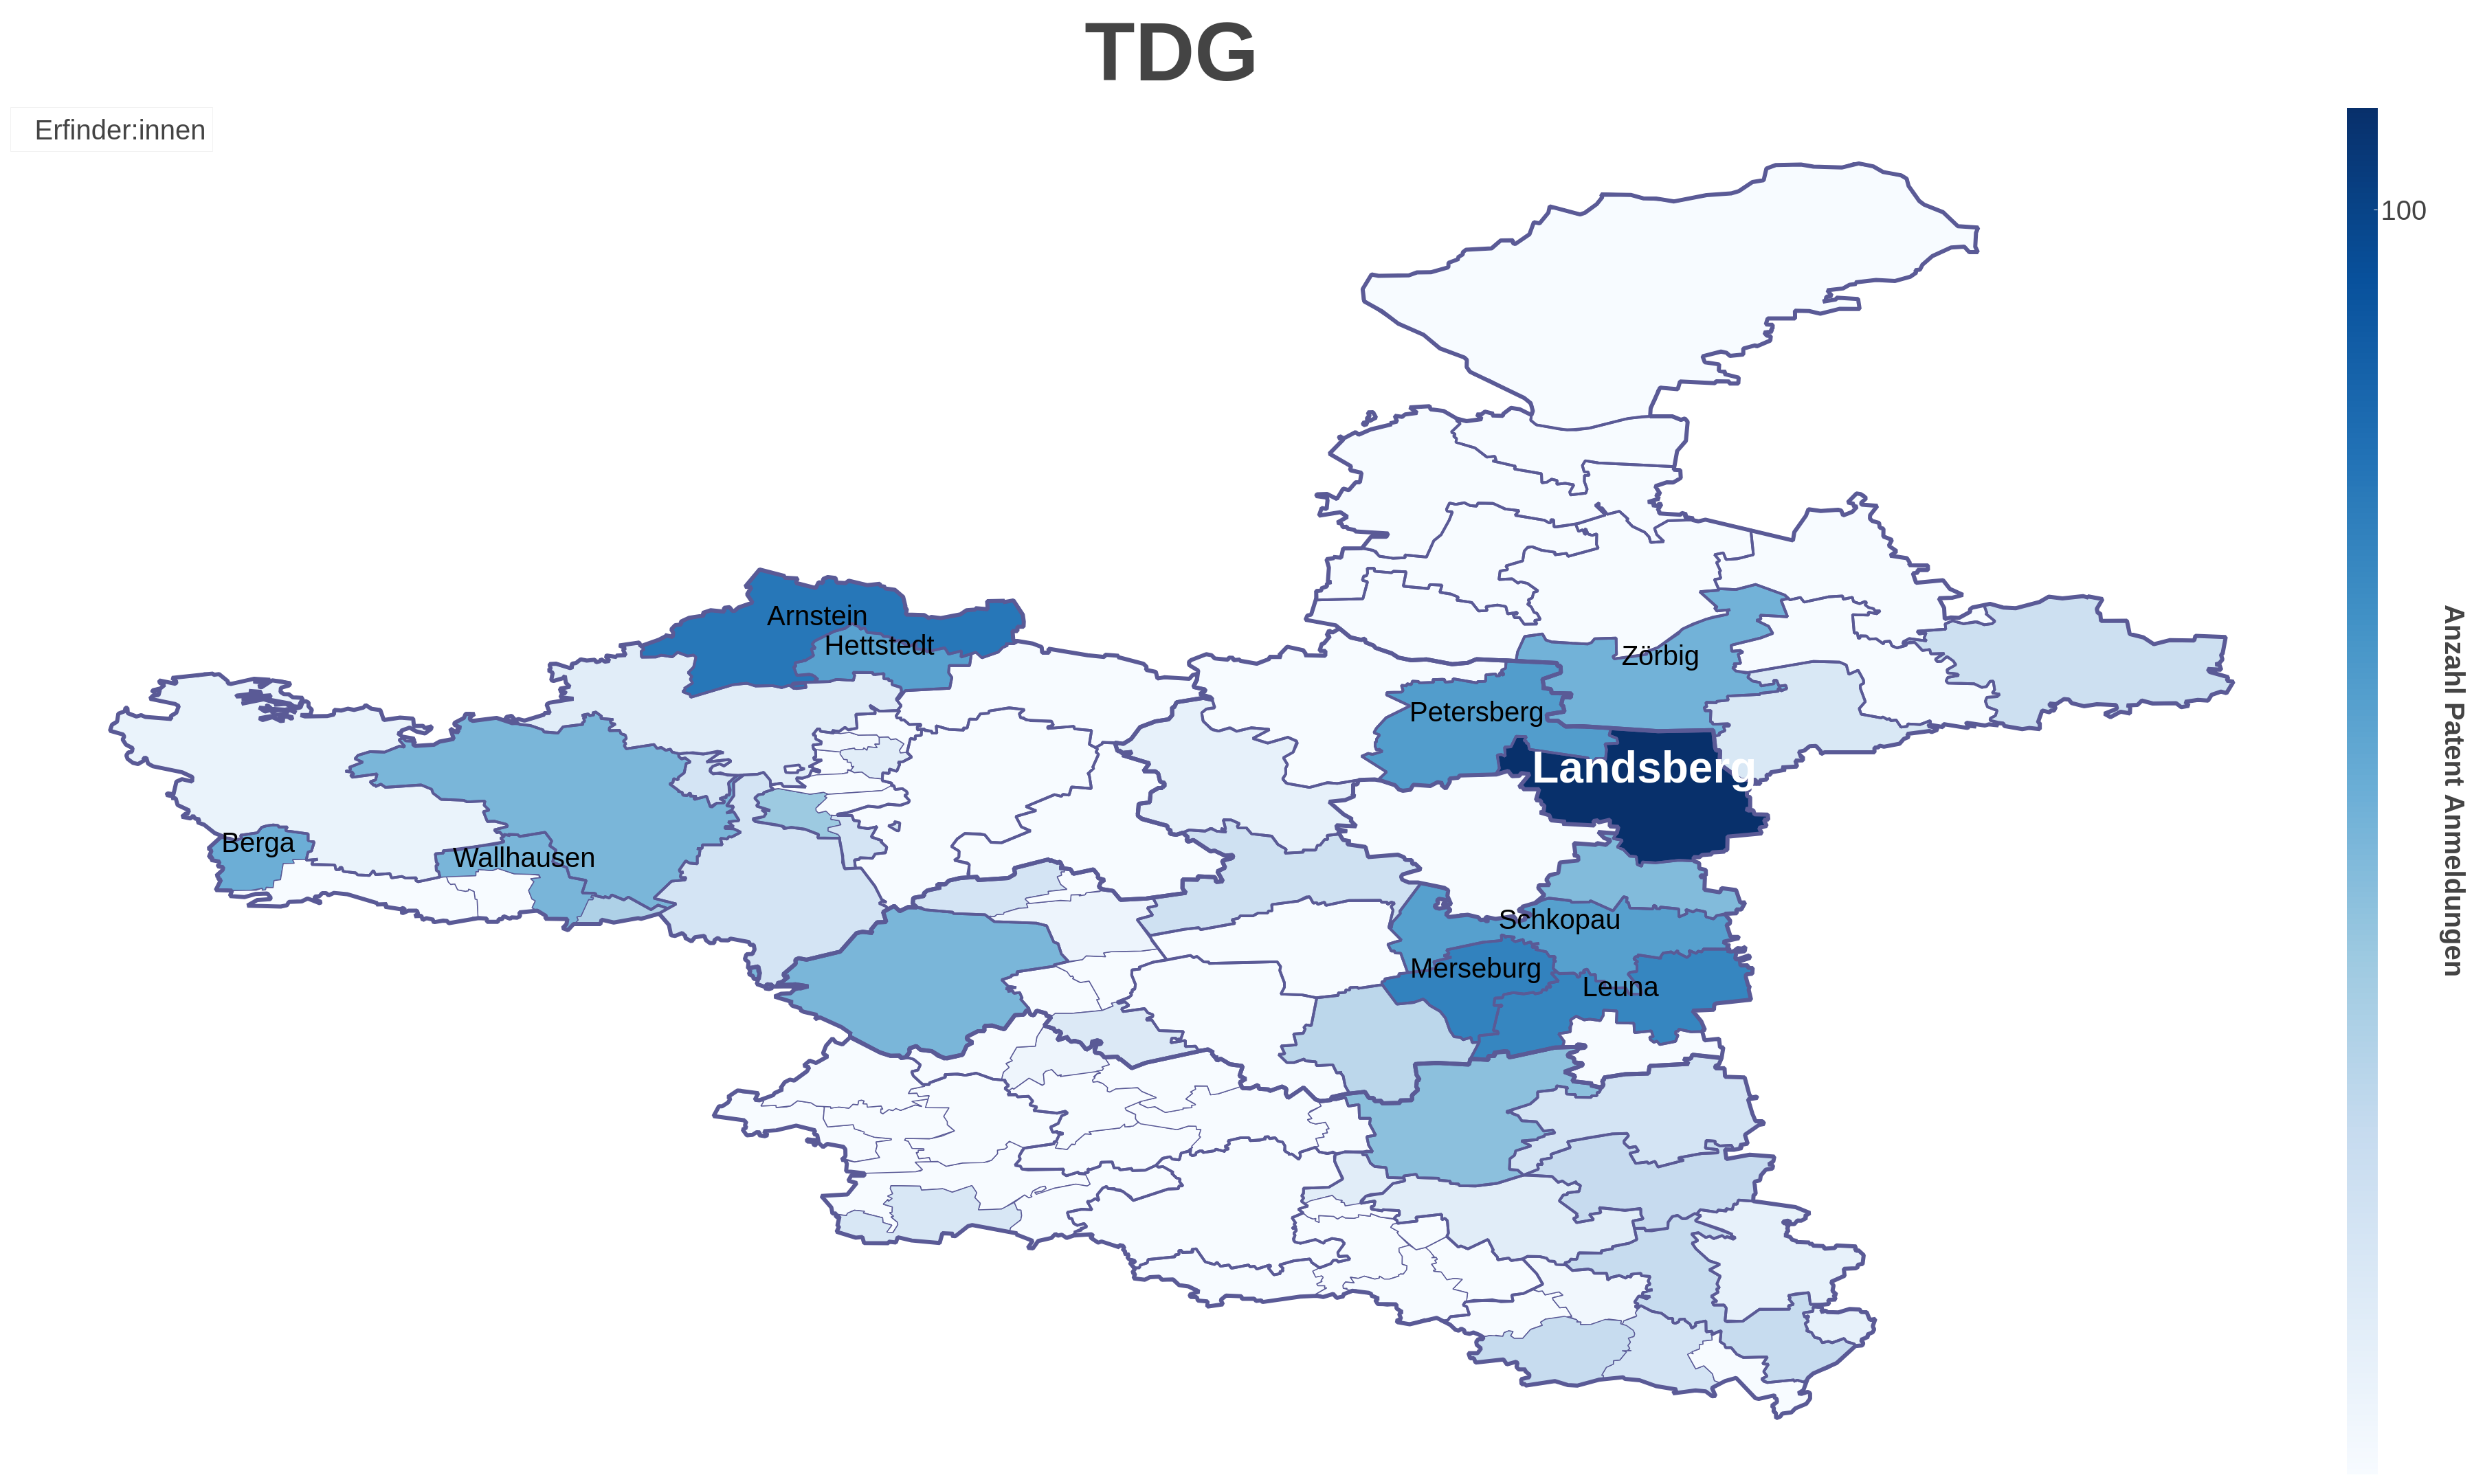 TDG
Erfinder:innen
100
Arnstein
Hettstedt
Zörbig
Petersberg
Landsberg
Berga
Wallhausen
Schkopau
Merseburg
Leuna
Anzahl Patent Anmeldungen